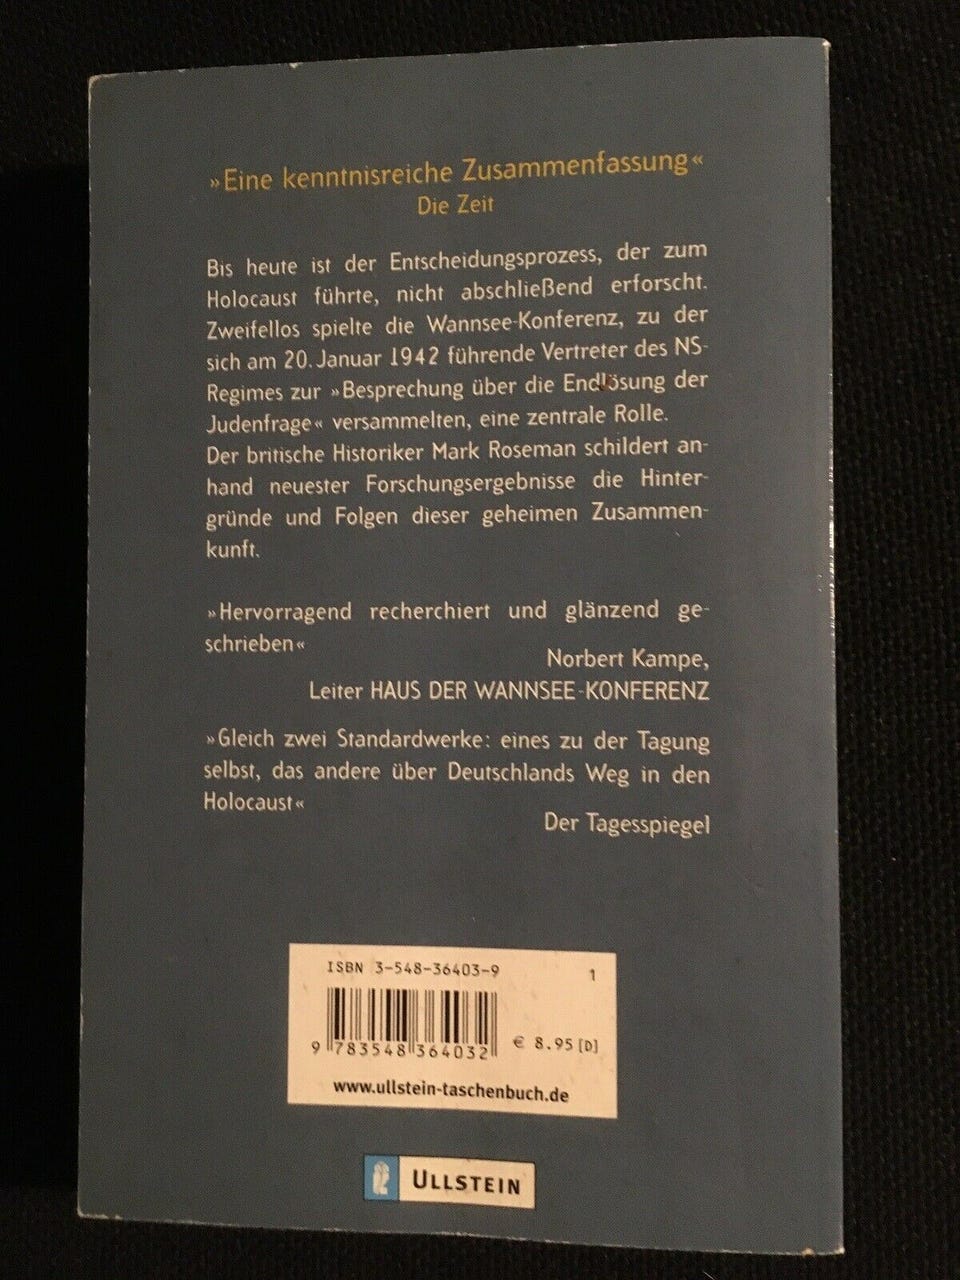 »Eine kenntnisreiche Zusammenfassung«
Die Zeit
Bis heute ist der Entscheidungsprozess, der zum
Holocaust führte, nicht abschließend erforscht.
Zweifellos spielte die Wannsee-Konferenz, zu der
sich am 20. Januar 1942 führende Vertreter des NS-
Regimes zur »Besprechung über die Endlösung der
Judenfrage« versammelten, eine zentrale Rolle.
Der britische Historiker Mark Roseman schildert an-
hand neuester Forschungsergebnisse die Hinter-
gründe und Folgen dieser geheimen Zusammen-
kunft.
»Hervorragend recherchiert und glänzend ge-
schrieben«
Norbert Kampe,
Leiter HAUS DER WANNSEE-KONFERENZ
»Gleich zwei Standardwerke: eines zu der Tagung
selbst, das andere über Deutschlands Weg in den
Holocaust«
Der Tagesspiegel
ISBN 3-548-36403-9 1
9 783548 364032 € 8.95 [D]
www.ullstein-taschenbuch.de
ULLSTEIN